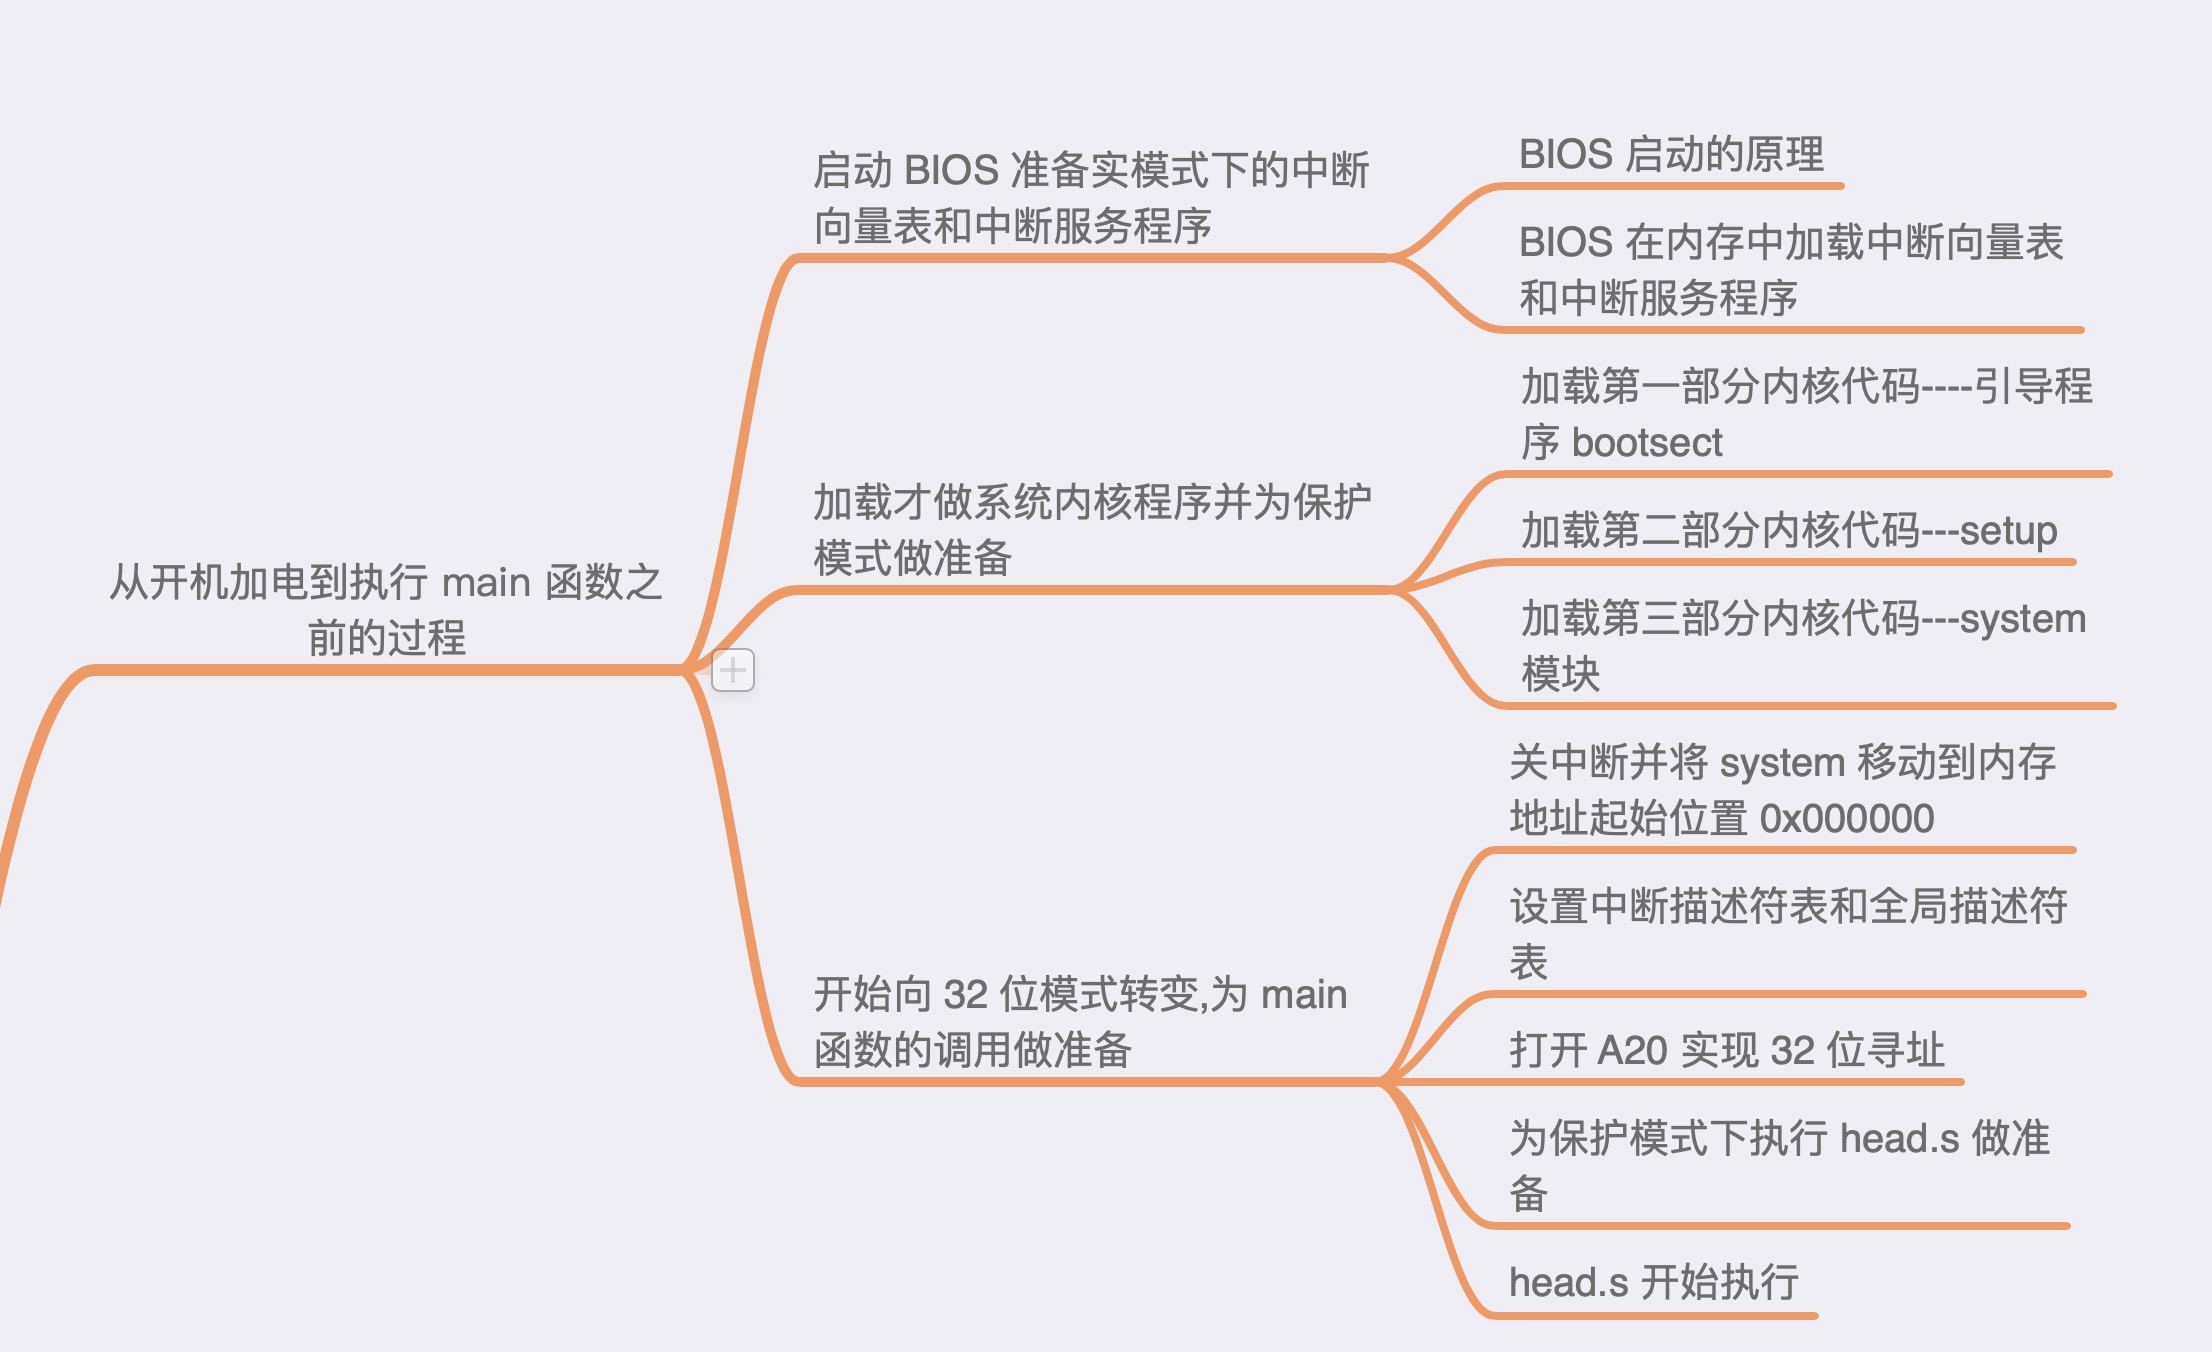 从开机加电到执行 main 函数之
前的过程
启动 BIOS 准备实模式下的中断
向量表和中断服务程序
BIOS 启动的原理
BIOS 在内存中加载中断向量表
和中断服务程序
加载才做系统内核程序并为保护
模式做准备
加载第一部分内核代码----引导程
序 bootsect
加载第二部分内核代码---setup
加载第三部分内核代码---system
模块
开始向 32 位模式转变,为 main
函数的调用做准备
关中断并将 system 移动到内存
地址起始位置 0x000000
设置中断描述符表和全局描述符
表
打开 A20 实现 32 位寻址
为保护模式下执行 head.s 做准
备
head.s 开始执行